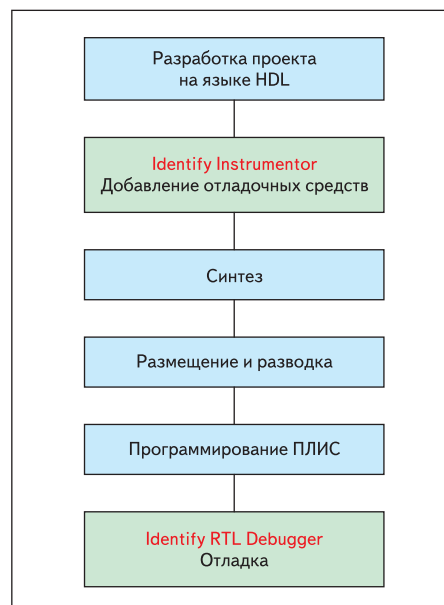 Разработка проекта
на языке HDL
Identify Instrumentor
Добавление отладочных средств
Синтез
Размещение и разводка
Программирование ПЛИС
Identify RTL Debugger
Отладка